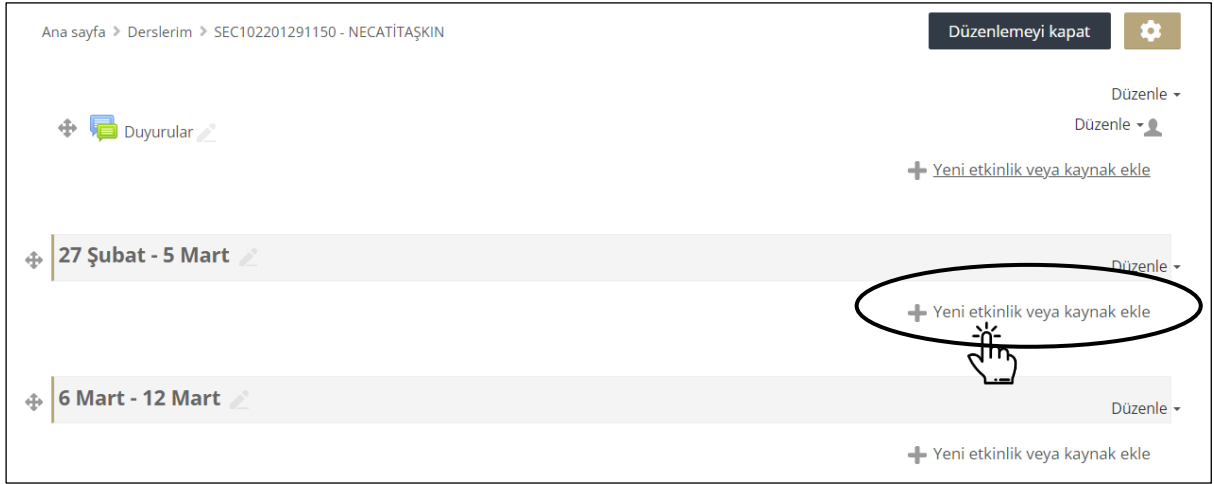 Ana sayfa > Derslerim > SEC102201291150 - NECATİTAŞKIN
Düzenlemeyi kapat
Düzenle
Duyurular
Düzenle
Yeni etkinlik veya kaynak ekle
27 Şubat - 5 Mart
Düzenle
Yeni etkinlik veya kaynak ekle
6 Mart - 12 Mart
Düzenle
Yeni etkinlik veya kaynak ekle